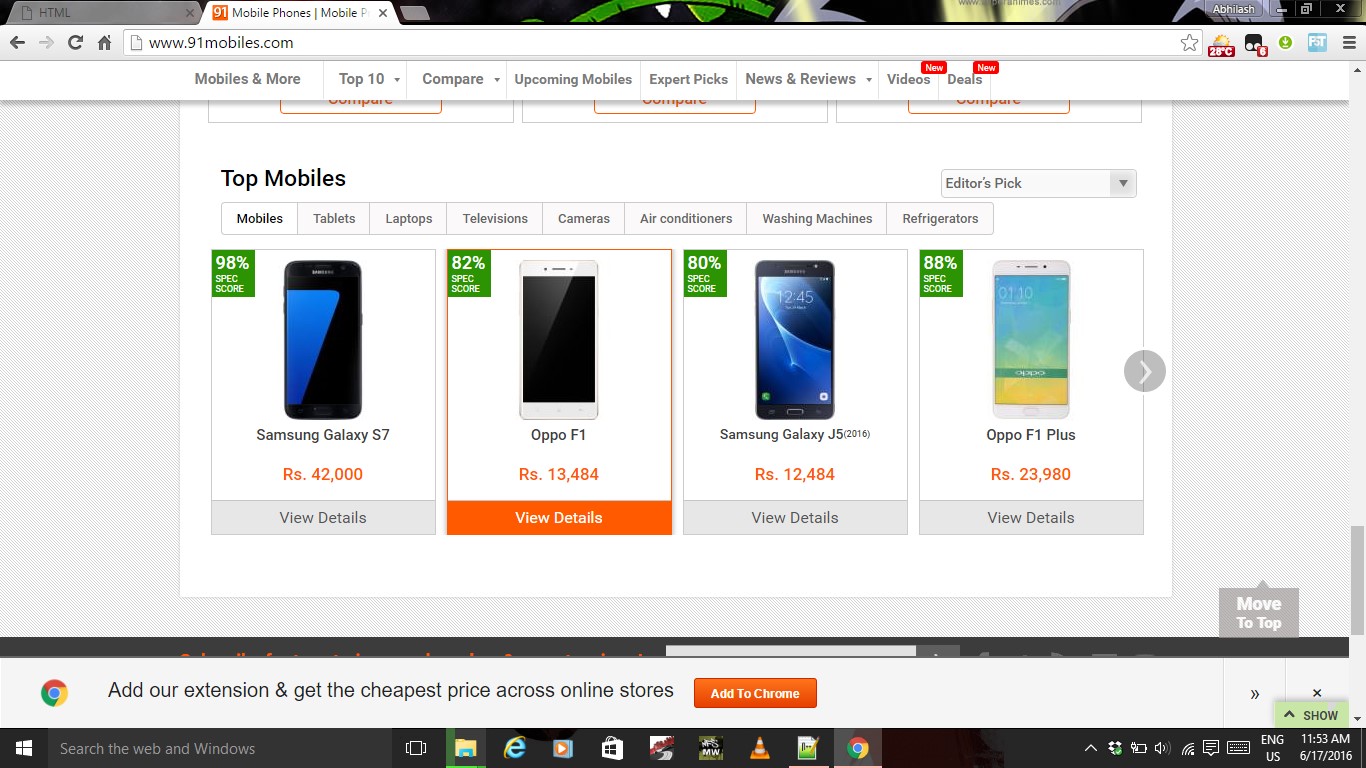 HTML
91 Mobile Phones | Mobile P
Abhilash
www.91mobiles.com
28°C
6
Mobiles & More
Top 10
Compare
Upcoming Mobiles
Expert Picks
News & Reviews
Videos
New
Deals
New
Compare
Compare
Compare
Top Mobiles
Editor's Pick
Mobiles
Tablets
Laptops
Televisions
Cameras
Air conditioners
Washing Machines
Refrigerators
98%
SPEC
SCORE
82%
SPEC
SCORE
80%
SPEC
SCORE
88%
SPEC
SCORE
SAMSUNG
SAMSUNG
12:45
01:10
oppo
Samsung Galaxy S7
Oppo F1
Samsung Galaxy J5(2016)
Oppo F1 Plus
Rs. 42,000
Rs. 13,484
Rs. 12,484
Rs. 23,980
View Details
View Details
View Details
View Details
Move
To Top
Add our extension & get the cheapest price across online stores
Add To Chrome
»
SHOW
Search the web and Windows
MW
ENG
US
11:53 AM
6/17/2016